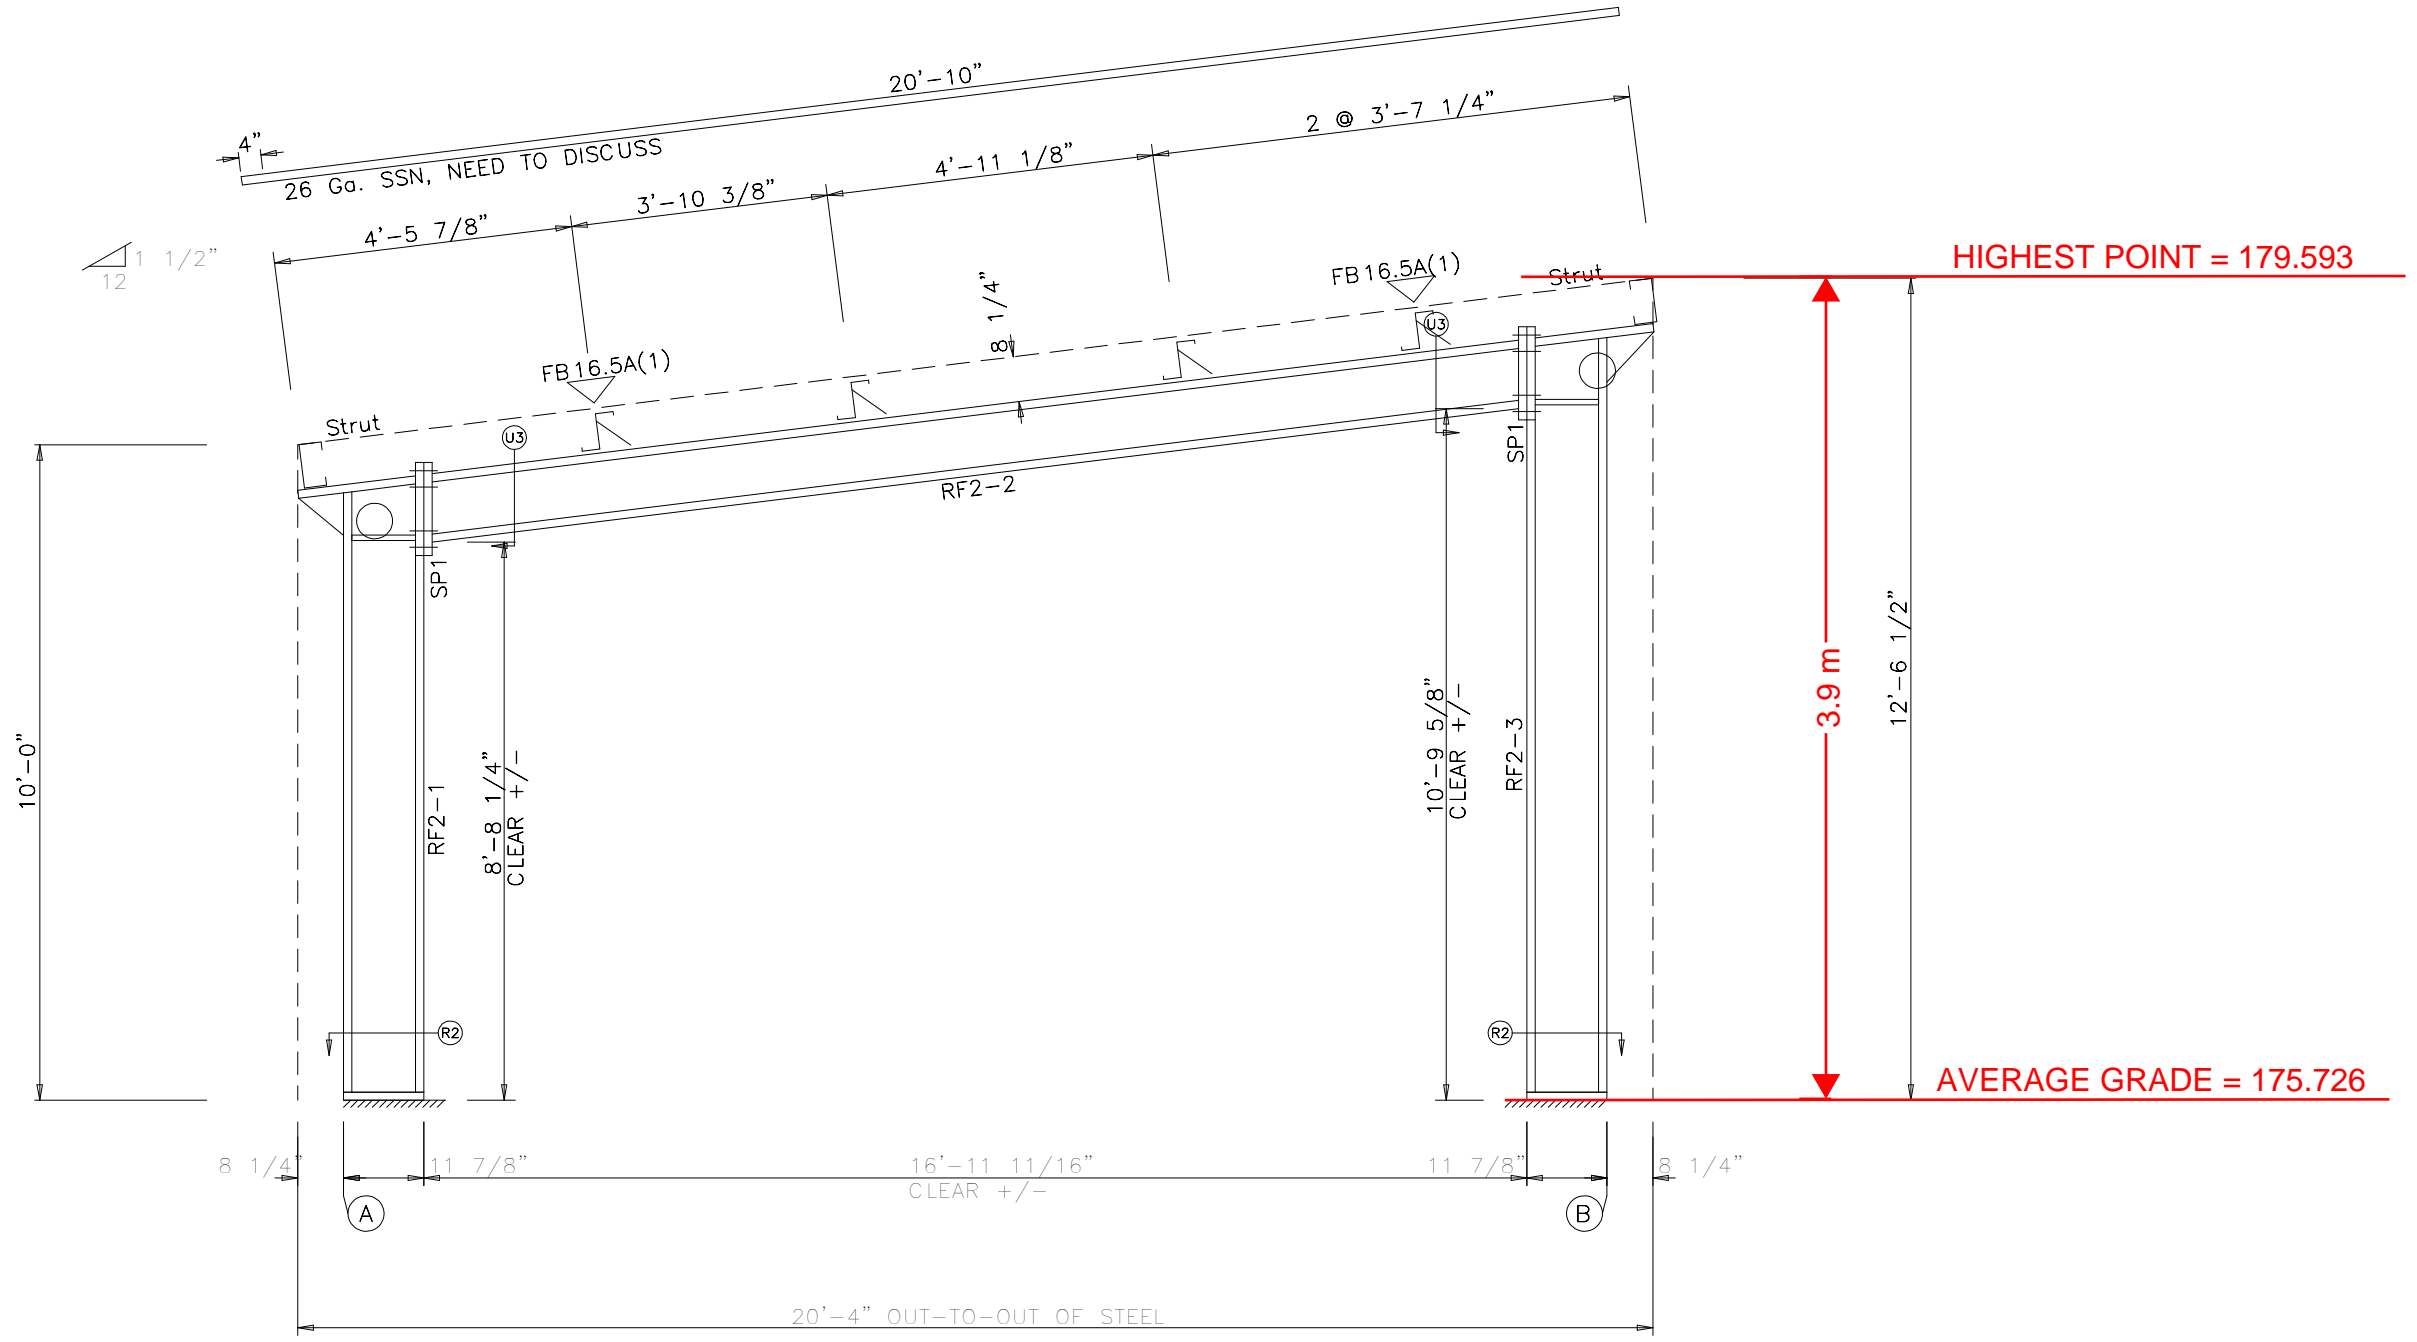 20'-10"
4"
26 Ga. SSN, NEED TO DISCUSS
2 @ 3'-7 1/4"
4'-11 1/8"
3'-10 3/8"
4'-5 7/8"
1 1/2"
12
HIGHEST POINT = 179.593
FB16.5A(1)
Strut
U3
8 1/4"
FB16.5A(1)
Strut
U3
SP1
RF2-2
SP1
10'-0"
RF2-1
8'-8 1/4"
CLEAR +/-
10'-9 5/8"
CLEAR +/-
RF2-3
3.9 m
12'-6 1/2"
R2
R2
AVERAGE GRADE = 175.726
8 1/4"
11 7/8"
16'-11 11/16"
CLEAR +/-
11 7/8"
8 1/4"
A
B
20'-4" OUT-TO-OUT OF STEEL